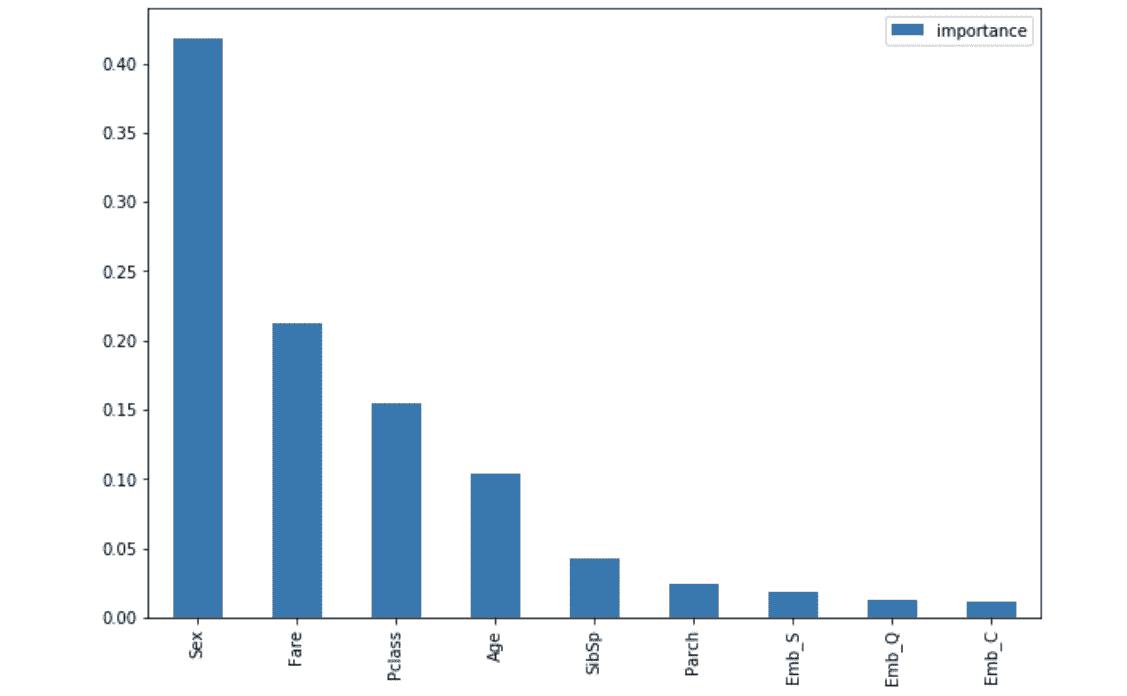 importance
0.40
0.35
0.30
0.25
0.20
0.15
0.10
0.05
0.00
Sex
Fare
Pclass
Age
SibSp
Parch
Emb_S
Emb_Q
Emb_C